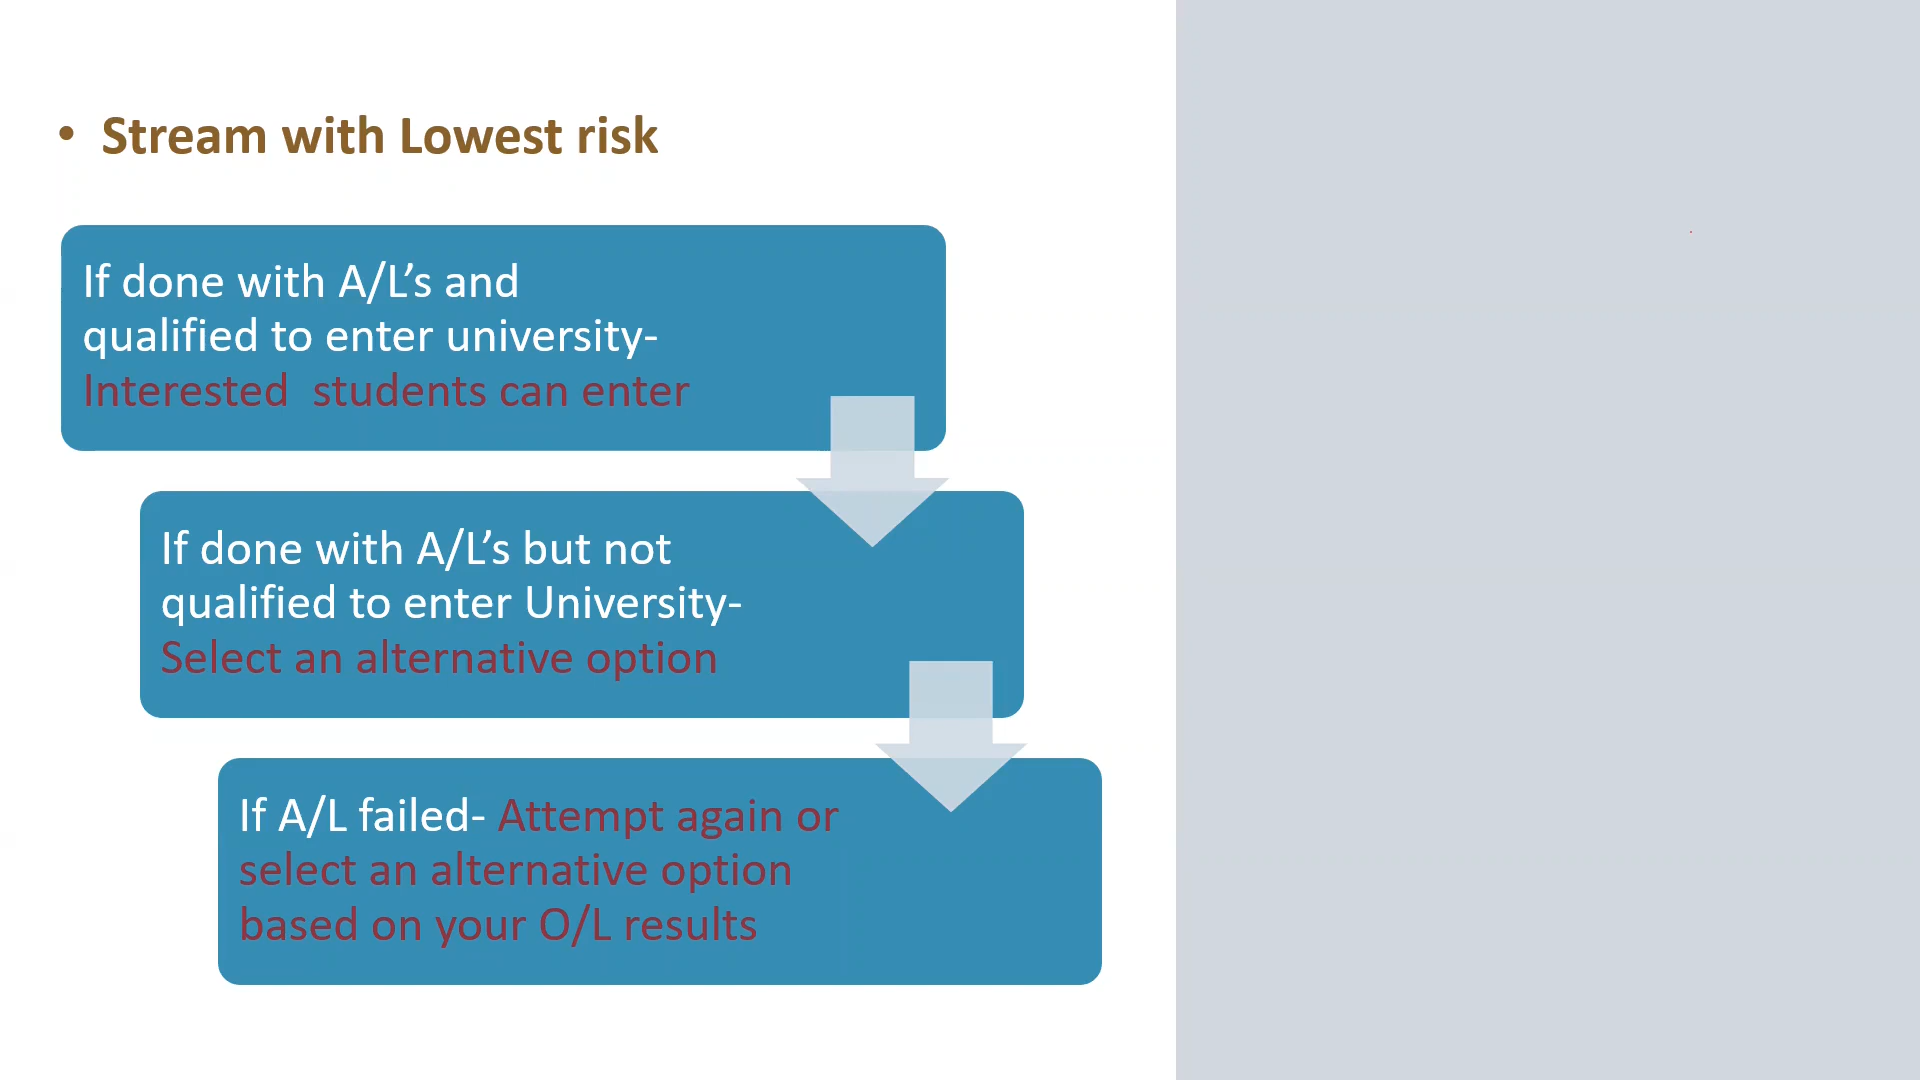 • Stream with Lowest risk
If done with A/L’s and
qualified to enter university-
Interested  students can enter
If done with A/L’s but not
qualified to enter University-
Select an alternative option
If A/L failed- Attempt again or
select an alternative option
based on your O/L results